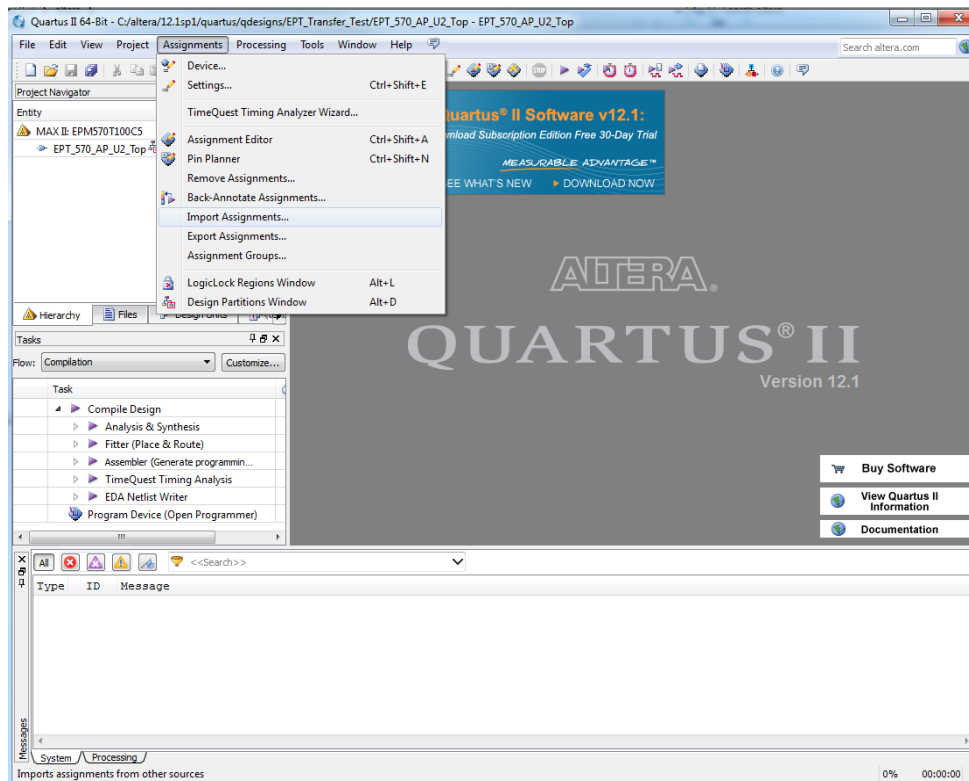 Quartus II 64-Bit - C:/altera/12.1sp1/quartus/qdesigns/EPT_Transfer_Test/EPT_570_AP_U2_Top - EPT_570_AP_U2_Top
File Edit View Project Assignments Processing Tools Window Help
Search altera.com
Device...
Settings... Ctrl+Shift+E
TimeQuest Timing Analyzer Wizard...
Assignment Editor Ctrl+Shift+A
Pin Planner Ctrl+Shift+N
Remove Assignments...
Back-Annotate Assignments...
Import Assignments...
Export Assignments...
Assignment Groups...
LogicLock Regions Window Alt+L
Design Partitions Window Alt+D
Project Navigator
Entity
MAX II: EPM570T100C5
EPT_570_AP_U2_Top
Hierarchy Files Design Units
uartus® II Software v12.1:
nload Subscription Edition Free 30-Day Trial
MEASURABLE ADVANTAGE™
EE WHAT'S NEW DOWNLOAD NOW
ALTERA®
QUARTUS® II
Version 12.1
Buy Software
View Quartus II
Information
Documentation
Tasks
Flow: Compilation Customize...
Task
Compile Design
Analysis & Synthesis
Fitter (Place & Route)
Assembler (Generate programmin...
TimeQuest Timing Analysis
EDA Netlist Writer
Program Device (Open Programmer)
All <<Search>>
Type ID Message
Messages
System Processing
Imports assignments from other sources 0% 00:00:00